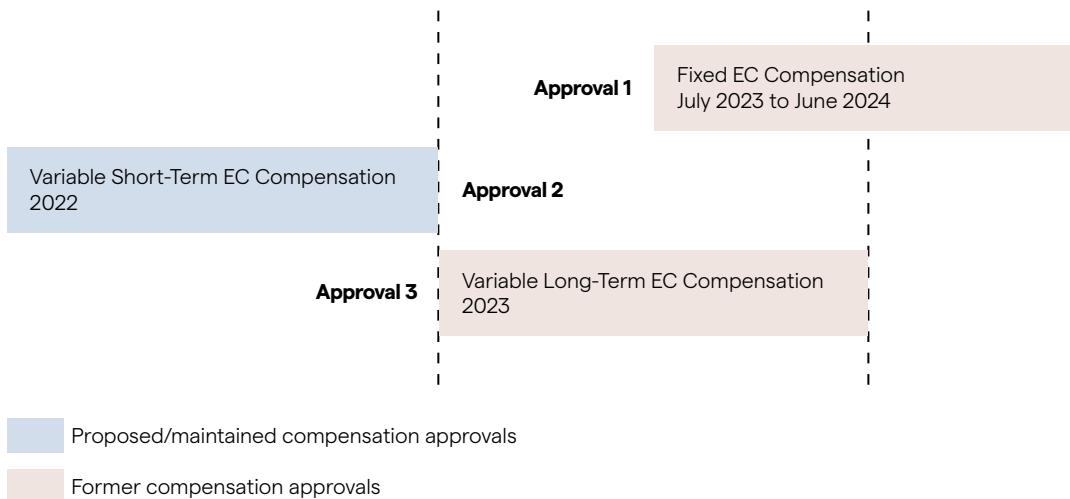 Approval 1
Fixed EC Compensation
July 2023 to June 2024
Variable Short-Term EC Compensation
2022
Approval 2
Approval 3
Variable Long-Term EC Compensation
2023
Proposed/maintained compensation approvals
Former compensation approvals